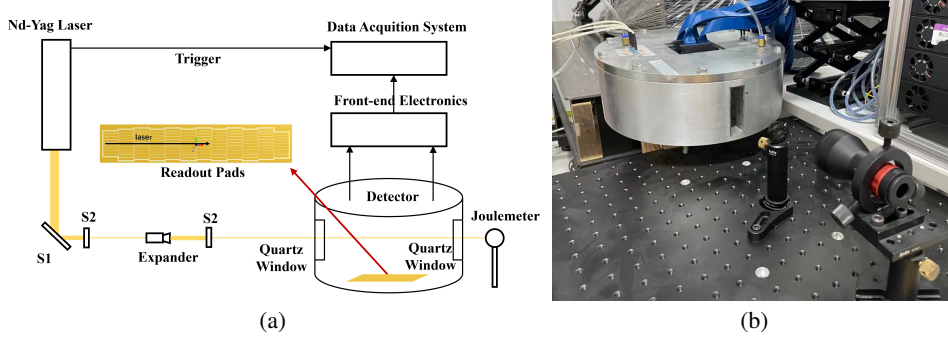 Nd-Yag Laser
Data Acquition System
Trigger
Front-end Electronics
laser
Readout Pads
Detector
S2
S2
Joulemeter
S1
Expander
Quartz
Window
Quartz
Window
(a)
(b)